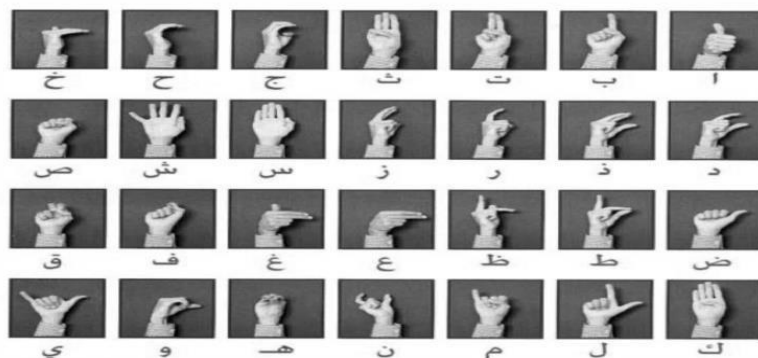 ا ب ت ث ج ح خ
د ذ ر ز س ش ص
ض ط ظ ع غ ف ق
ك ل م ن هـ و ي